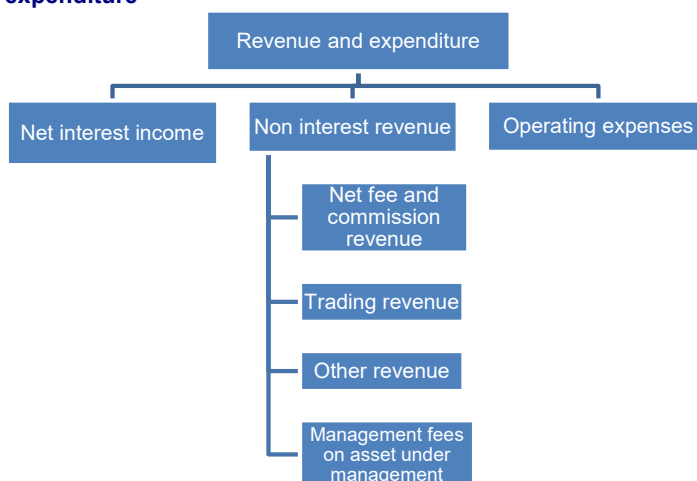 expenditure
Revenue and expenditure
Net interest income
Non interest revenue
Operating expenses
Net fee and
commission
revenue
Trading revenue
Other revenue
Management fees
on asset under
management